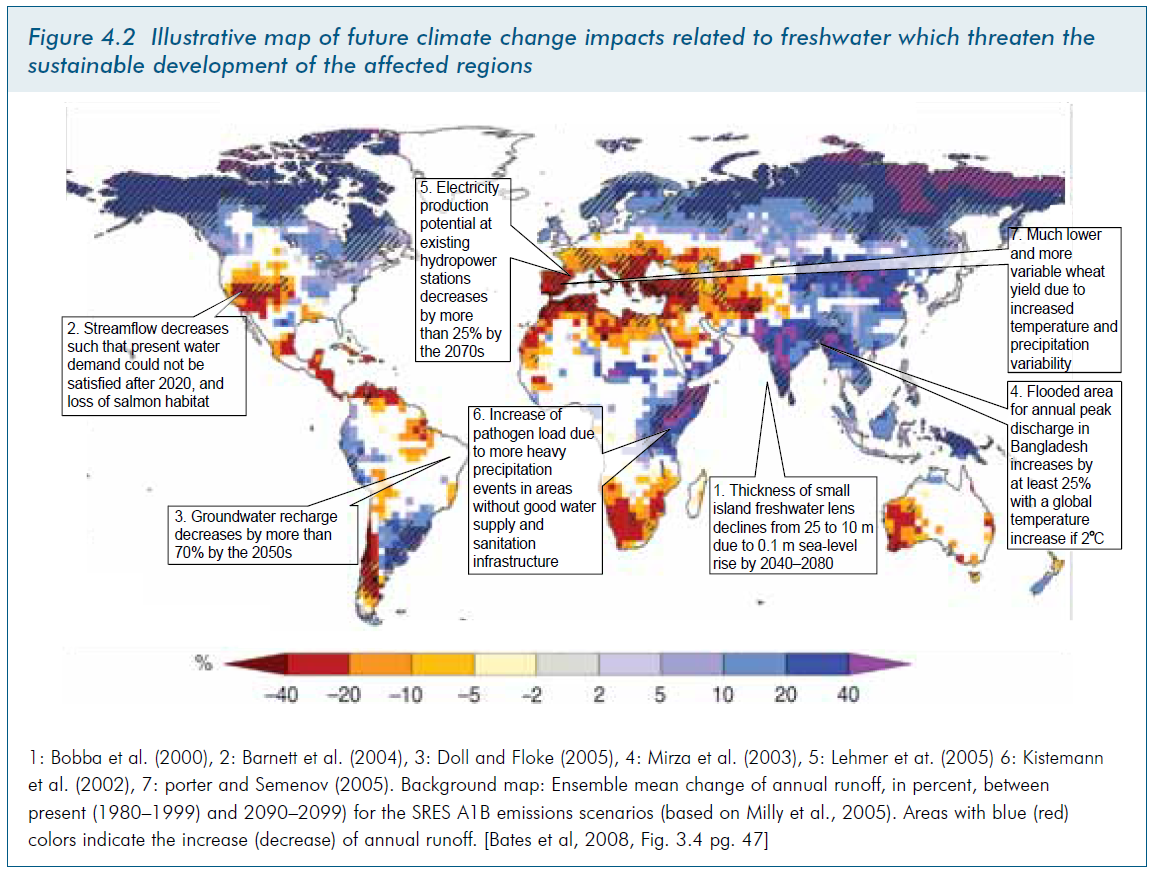 Figure 4.2 Illustrative map of future climate change impacts related to freshwater which threaten the
sustainable development of the affected regions
5. Electricity
production
potential at
existing
hydropower
stations
decreases
by more
than 25% by
the 2070s
7. Much lower
and more
variable wheat
yield due to
increased
temperature and
precipitation
variability
2. Streamflow decreases
such that present water
demand could not be
satisfied after 2020, and
loss of salmon habitat
4. Flooded area
for annual peak
discharge in
Bangladesh
increases by
at least 25%
with a global
temperature
increase if 2°C
6. Increase of
pathogen load due
to more heavy
precipitation
events in areas
without good water
supply and
sanitation
infrastructure
1. Thickness of small
island freshwater lens
declines from 25 to 10 m
due to 0.1 m sea-level
rise by 2040–2080
3. Groundwater recharge
decreases by more than
70% by the 2050s
%
−40 −20 −10 −5 −2 2 5 10 20 40
1: Bobba et al. (2000), 2: Barnett et al. (2004), 3: Doll and Floke (2005), 4: Mirza et al. (2003), 5: Lehmer et at. (2005) 6: Kistemann
et al. (2002), 7: porter and Semenov (2005). Background map: Ensemble mean change of annual runoff, in percent, between
present (1980–1999) and 2090–2099) for the SRES A1B emissions scenarios (based on Milly et al., 2005). Areas with blue (red)
colors indicate the increase (decrease) of annual runoff. [Bates et al, 2008, Fig. 3.4 pg. 47]